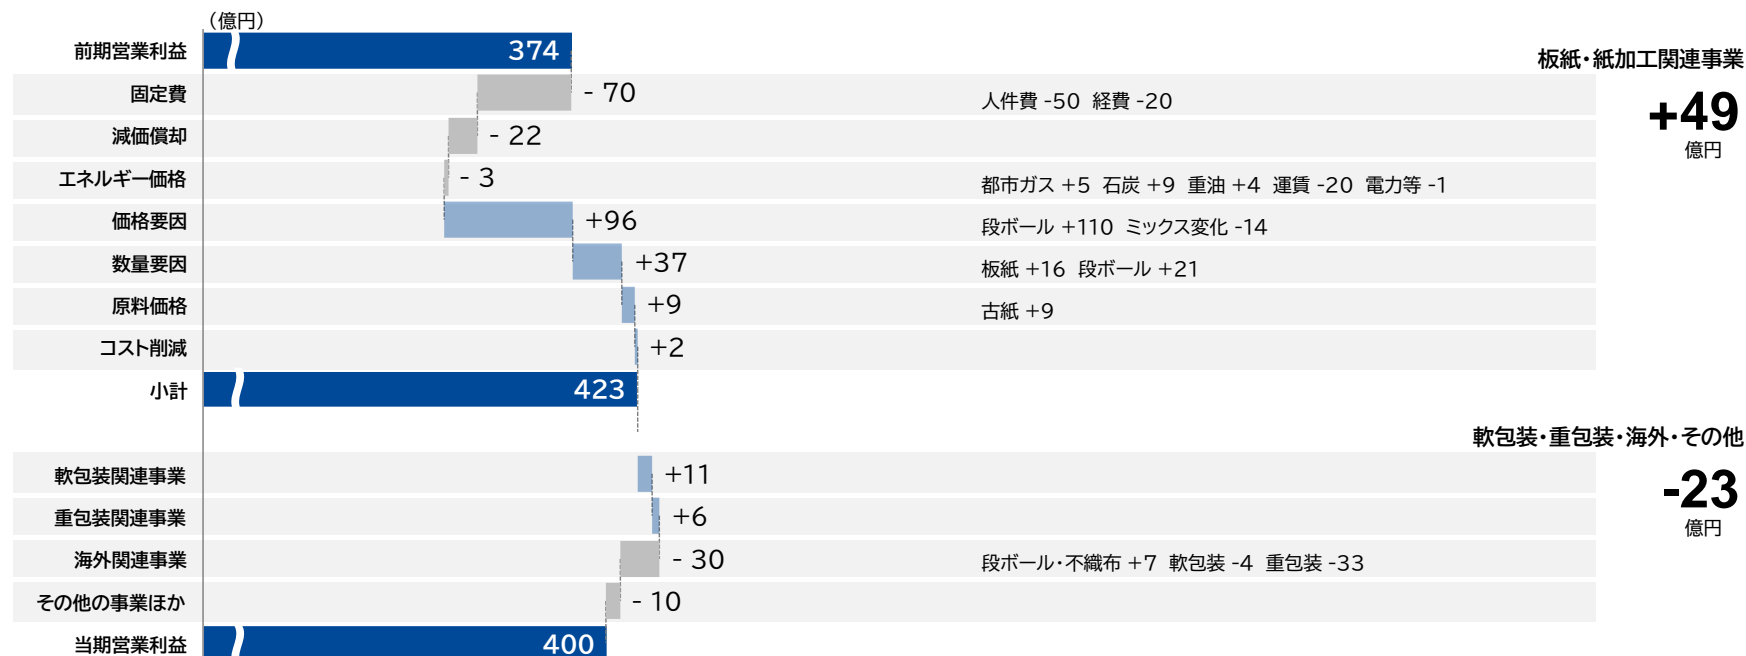 （億円）
前期営業利益 374
板紙・紙加工関連事業
固定費 - 70 人件費 -50 経費 -20
+49
減価償却 - 22
億円
エネルギー価格 - 3 都市ガス +5 石炭 +9 重油 +4 運賃 -20 電力等 -1
価格要因 +96 段ボール +110 ミックス変化 -14
数量要因 +37 板紙 +16 段ボール +21
原料価格 +9 古紙 +9
コスト削減 +2
小計 423
軟包装・重包装・海外・その他
軟包装関連事業 +11
-23
重包装関連事業 +6
億円
海外関連事業 - 30 段ボール・不織布 +7 軟包装 -4 重包装 -33
その他の事業ほか - 10
当期営業利益 400